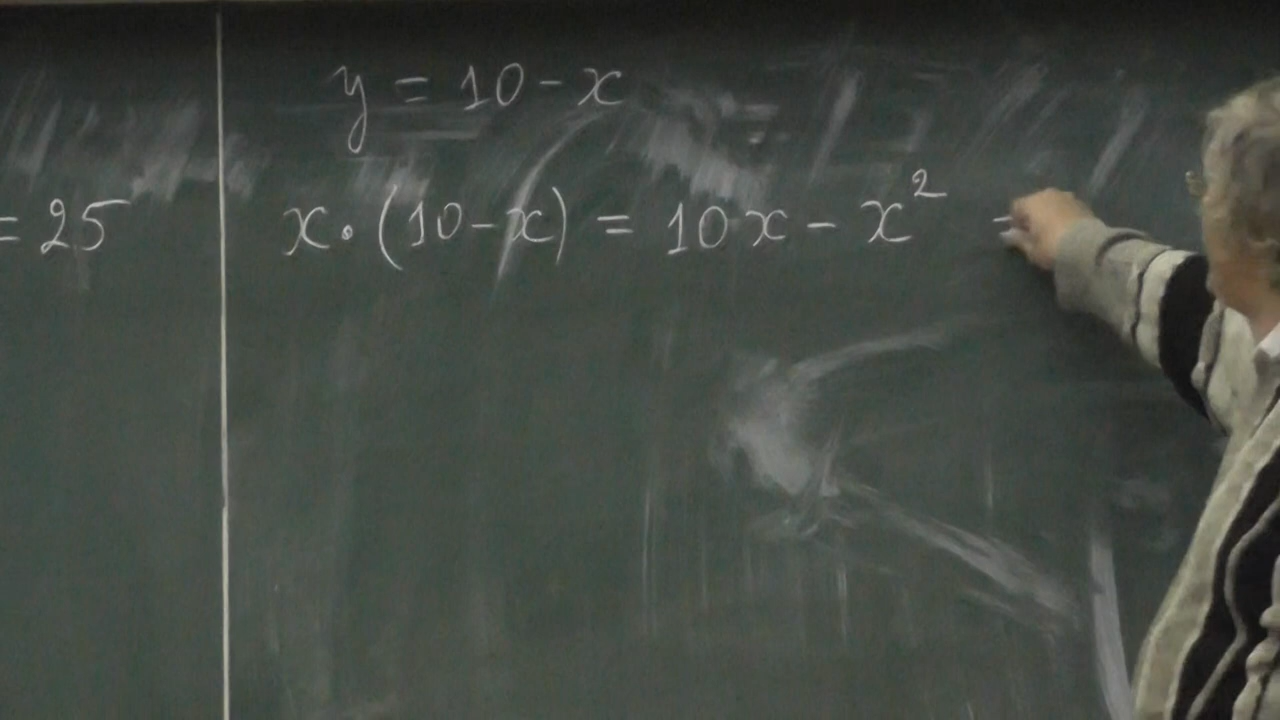 = 25
y = 10 - x
x · (10 - x) = 10x - x² =